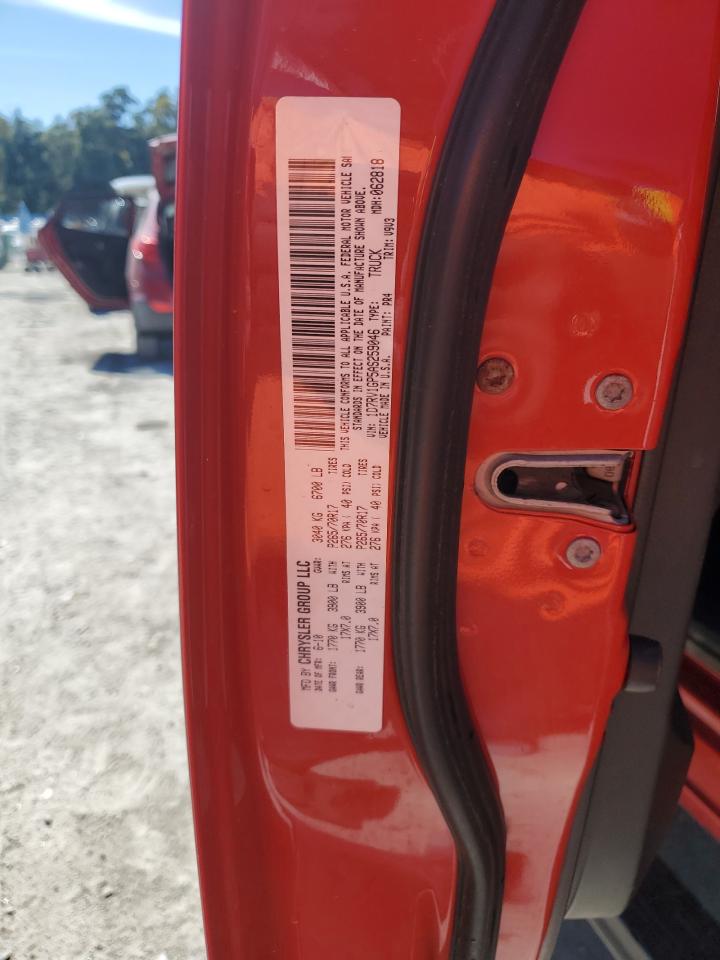 MFD BY CHRYSLER GROUP LLC
DATE OF MFR: 6-10 GVWR: 3040 KG 6700 LB
GAWR FRONT: 1770 KG 3900 LB WITH P265/70R17 TIRES
17X7.0 RIMS AT 276 KPA ( 40 PSI) COLD
GAWR REAR: 1770 KG 3900 LB WITH P265/70R17 TIRES
17X7.0 RIMS AT 276 KPA ( 40 PSI) COLD
THIS VEHICLE CONFORMS TO ALL APPLICABLE U.S.A. FEDERAL MOTOR VEHICLE SA
STANDARDS IN EFFECT ON THE DATE OF MANUFACTURE SHOWN ABOVE.
VIN: 1D7RV1GP5AS259046 TYPE: TRUCK MDH: 062818
VEHICLE MADE IN U.S.A. PAINT: PR4 TRIM: V9V3